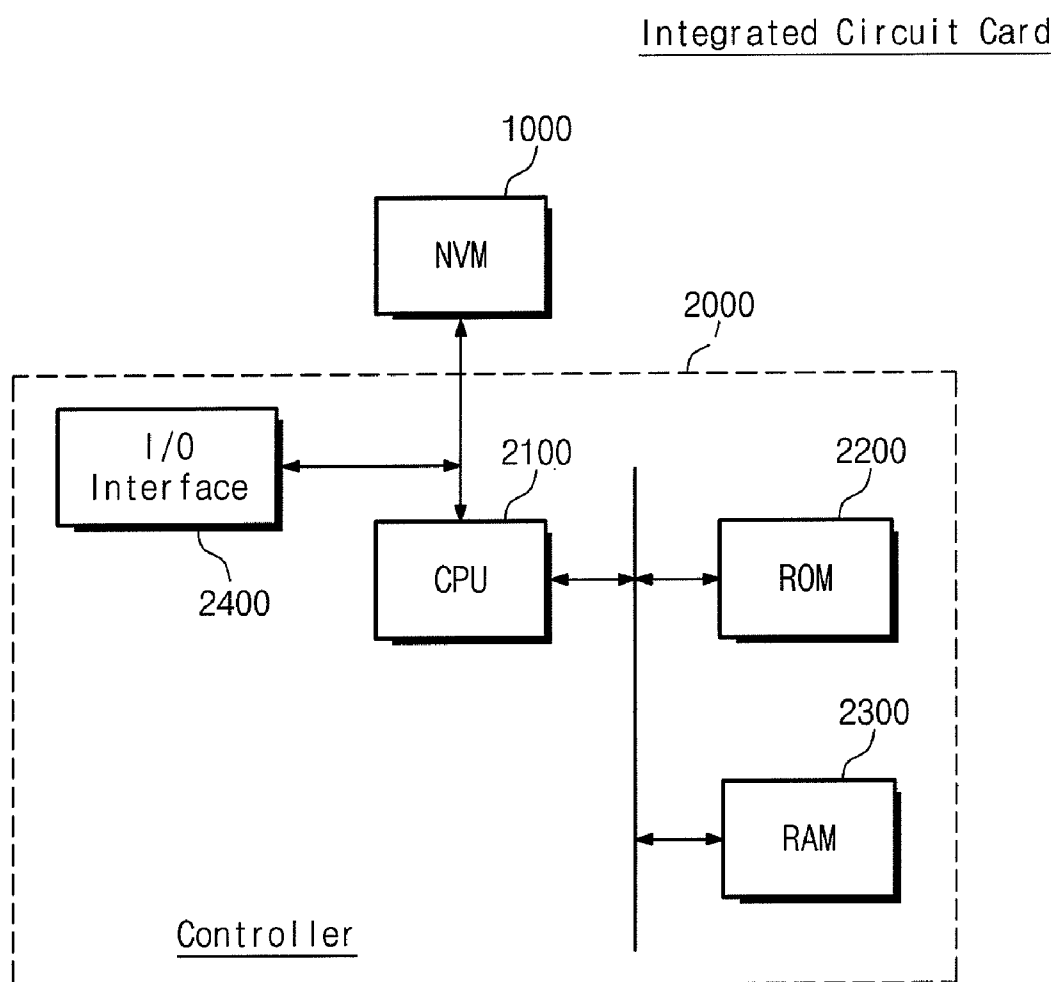 Integrated Circuit Card
1000
NVM
2000
I/O
Interface
2400
2100
CPU
2200
ROM
2300
RAM
Controller